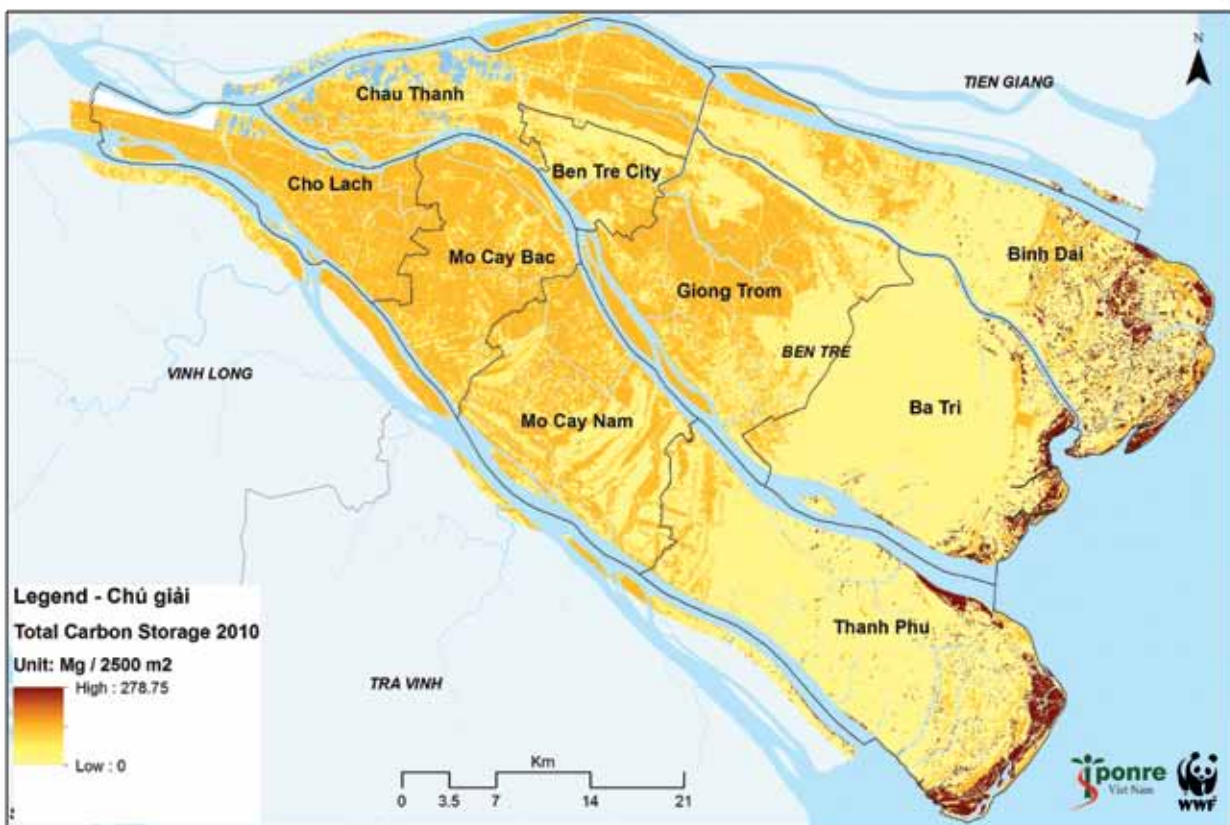 N
TIEN GIANG
Chau Thanh
Ben Tre City
Cho Lach
Binh Dai
Mo Cay Bac
Giong Trom
BEN TRE
VINH LONG
Ba Tri
Mo Cay Nam
Thanh Phu
TRA VINH
Legend - Chú giải
Total Carbon Storage 2010
Unit: Mg / 2500 m2
High : 278.75
Low : 0
Km
0 3.5 7 14 21
iponre
Viet Nam
WWF